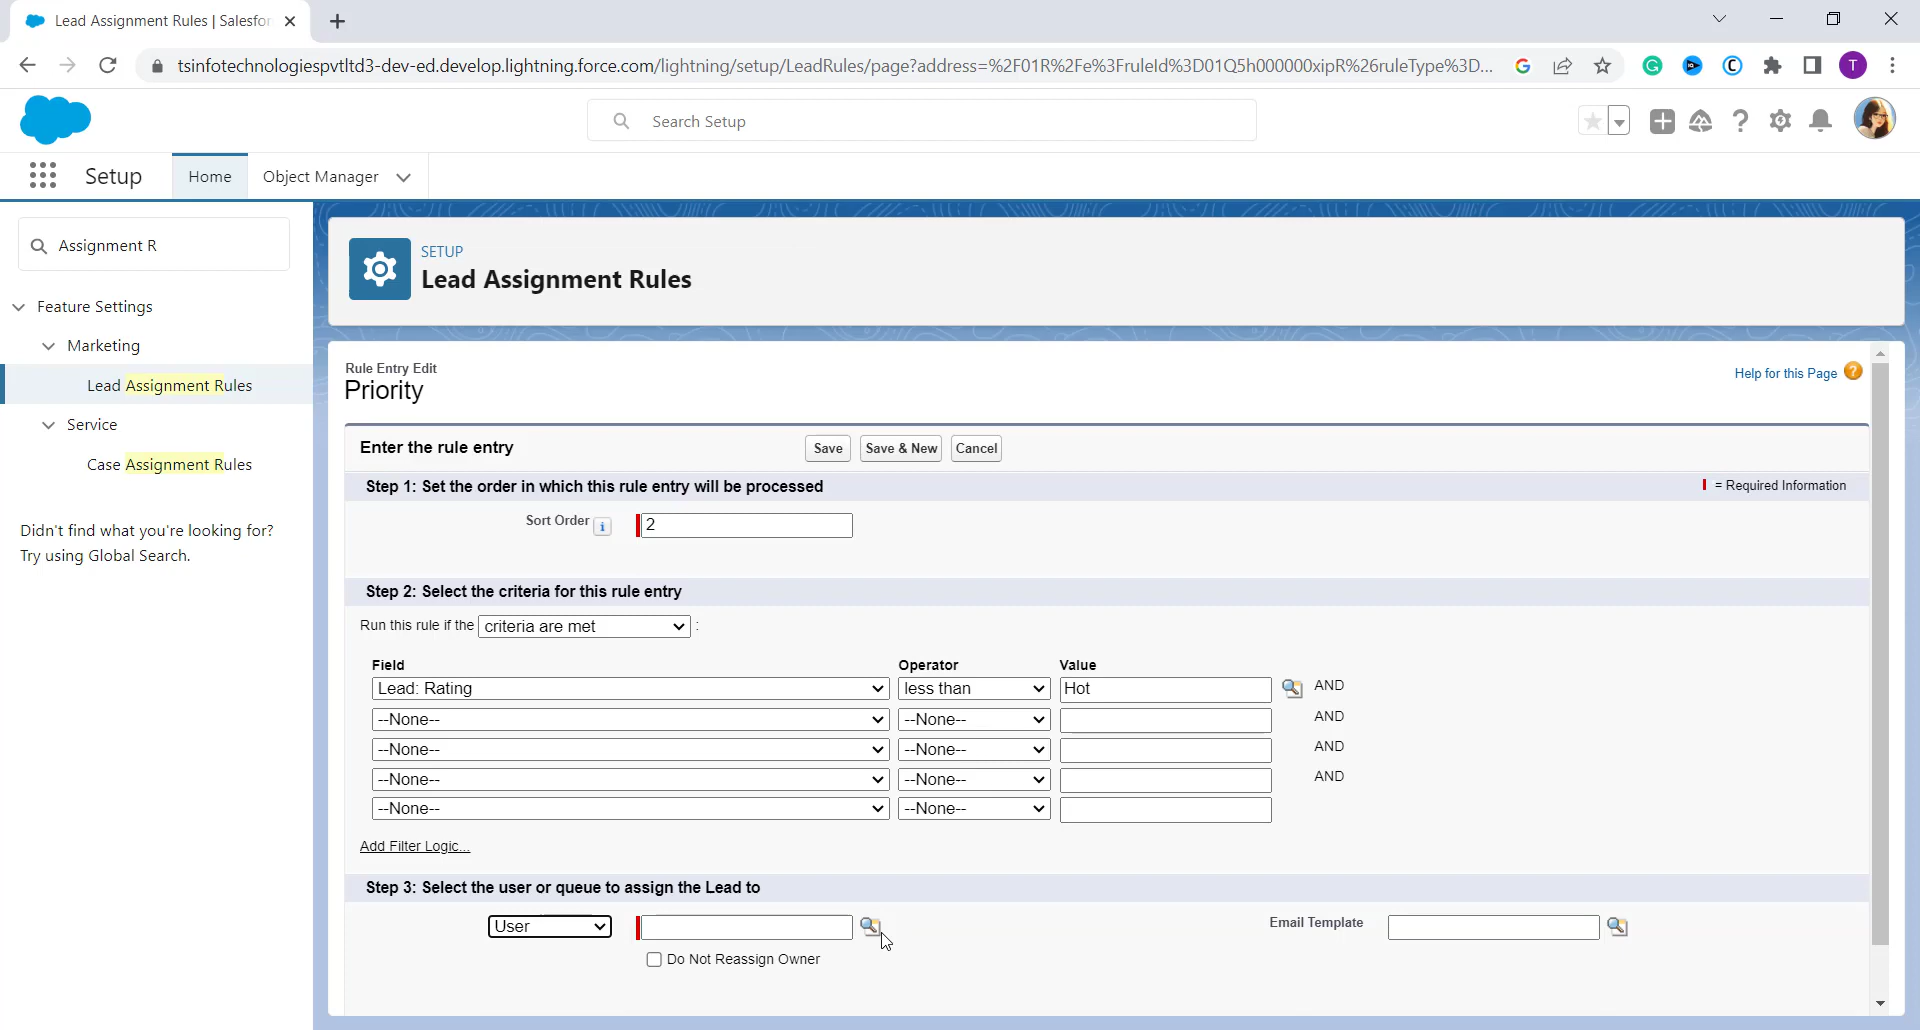 Lead Assignment Rules | Salesfor
tsinfotechnologiespvtltd3-dev-ed.develop.lightning.force.com/lightning/setup/LeadRules/page?address=%2F01R%2Fe%3FruleId%3D01Q5h000000xipR%26ruleType%3D...
T
Search Setup
Setup
Home
Object Manager
Assignment R
Feature Settings
Marketing
Lead Assignment Rules
Service
Case Assignment Rules
Didn't find what you're looking for?
Try using Global Search.
SETUP
Lead Assignment Rules
Rule Entry Edit
Priority
Help for this Page
Enter the rule entry
Save
Save & New
Cancel
Step 1: Set the order in which this rule entry will be processed
= Required Information
Sort Order
2
Step 2: Select the criteria for this rule entry
Run this rule if the criteria are met :
Field Operator Value
Lead: Rating less than Hot AND
--None-- --None-- AND
--None-- --None-- AND
--None-- --None-- AND
--None-- --None--
Add Filter Logic...
Step 3: Select the user or queue to assign the Lead to
User
Email Template
Do Not Reassign Owner